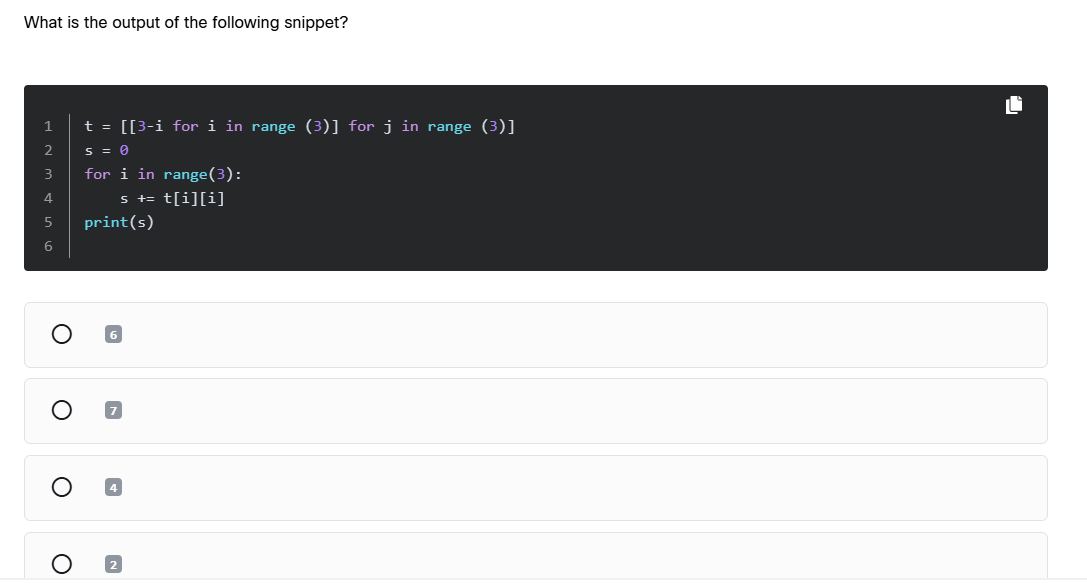 What is the output of the following snippet?
1 t = [[3-i for i in range (3)] for j in range (3)]
2 s = 0
3 for i in range(3):
4     s += t[i][i]
5 print(s)
6
6
7
4
2